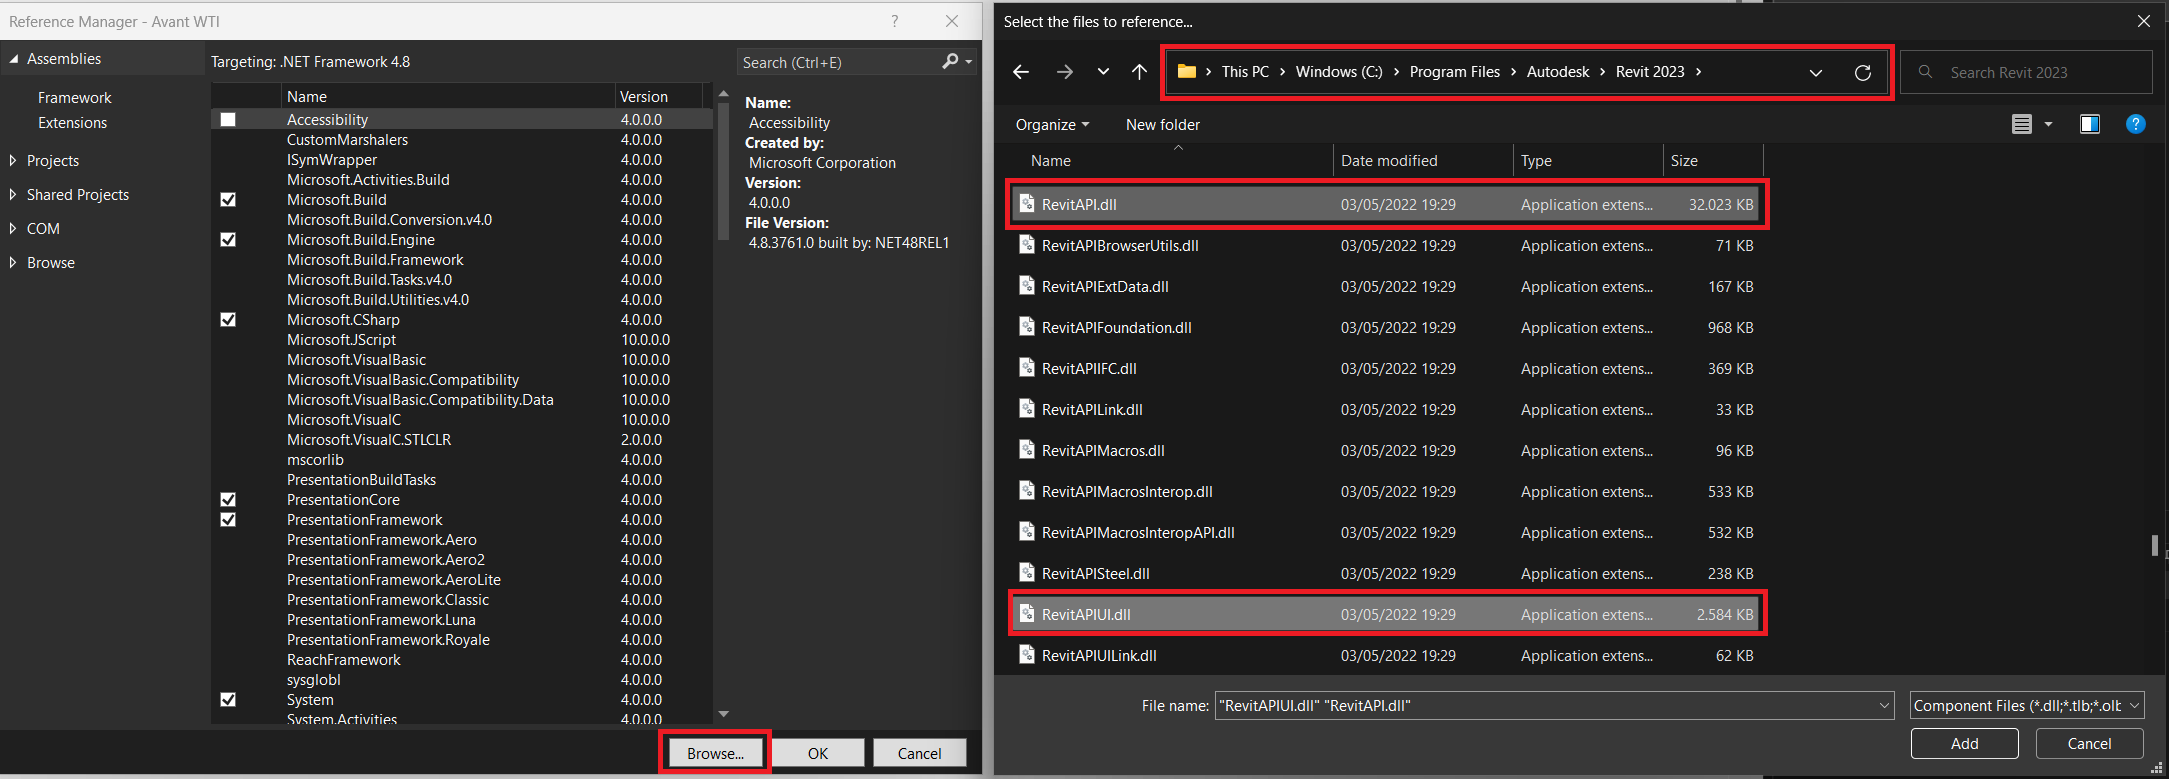 Reference Manager - Avant WTI
?
Assemblies
Framework
Extensions
Projects
Shared Projects
COM
Browse
Targeting: .NET Framework 4.8
Search (Ctrl+E)
Name Version
Accessibility 4.0.0.0
CustomMarshalers 4.0.0.0
ISymWrapper 4.0.0.0
Microsoft.Activities.Build 4.0.0.0
Microsoft.Build 4.0.0.0
Microsoft.Build.Conversion.v4.0 4.0.0.0
Microsoft.Build.Engine 4.0.0.0
Microsoft.Build.Framework 4.0.0.0
Microsoft.Build.Tasks.v4.0 4.0.0.0
Microsoft.Build.Utilities.v4.0 4.0.0.0
Microsoft.CSharp 4.0.0.0
Microsoft.JScript 10.0.0.0
Microsoft.VisualBasic 10.0.0.0
Microsoft.VisualBasic.Compatibility 10.0.0.0
Microsoft.VisualBasic.Compatibility.Data 10.0.0.0
Microsoft.VisualC 10.0.0.0
Microsoft.VisualC.STLCLR 2.0.0.0
mscorlib 4.0.0.0
PresentationBuildTasks 4.0.0.0
PresentationCore 4.0.0.0
PresentationFramework 4.0.0.0
PresentationFramework.Aero 4.0.0.0
PresentationFramework.Aero2 4.0.0.0
PresentationFramework.AeroLite 4.0.0.0
PresentationFramework.Classic 4.0.0.0
PresentationFramework.Luna 4.0.0.0
PresentationFramework.Royale 4.0.0.0
ReachFramework 4.0.0.0
sysglobl 4.0.0.0
System 4.0.0.0
System.Activities 4.0.0.0
Name:
Accessibility
Created by:
Microsoft Corporation
Version:
4.0.0.0
File Version:
4.8.3761.0 built by: NET48REL1
Browse... OK Cancel
Select the files to reference...
This PC Windows (C:) Program Files Autodesk Revit 2023
Search Revit 2023
Organize New folder
?
Name Date modified Type Size
RevitAPI.dll 03/05/2022 19:29 Application extens... 32.023 KB
RevitAPIBrowserUtils.dll 03/05/2022 19:29 Application extens... 71 KB
RevitAPIExtData.dll 03/05/2022 19:29 Application extens... 167 KB
RevitAPIFoundation.dll 03/05/2022 19:29 Application extens... 968 KB
RevitAPIIFC.dll 03/05/2022 19:29 Application extens... 369 KB
RevitAPILink.dll 03/05/2022 19:29 Application extens... 33 KB
RevitAPIMacros.dll 03/05/2022 19:29 Application extens... 96 KB
RevitAPIMacrosInterop.dll 03/05/2022 19:29 Application extens... 533 KB
RevitAPIMacrosInteropAPI.dll 03/05/2022 19:29 Application extens... 532 KB
RevitAPISteel.dll 03/05/2022 19:29 Application extens... 238 KB
RevitAPIUI.dll 03/05/2022 19:29 Application extens... 2.584 KB
RevitAPIUILink.dll 03/05/2022 19:29 Application extens... 62 KB
File name: "RevitAPIUI.dll" "RevitAPI.dll"
Component Files (*.dll;*.tlb;*.olb
Add Cancel